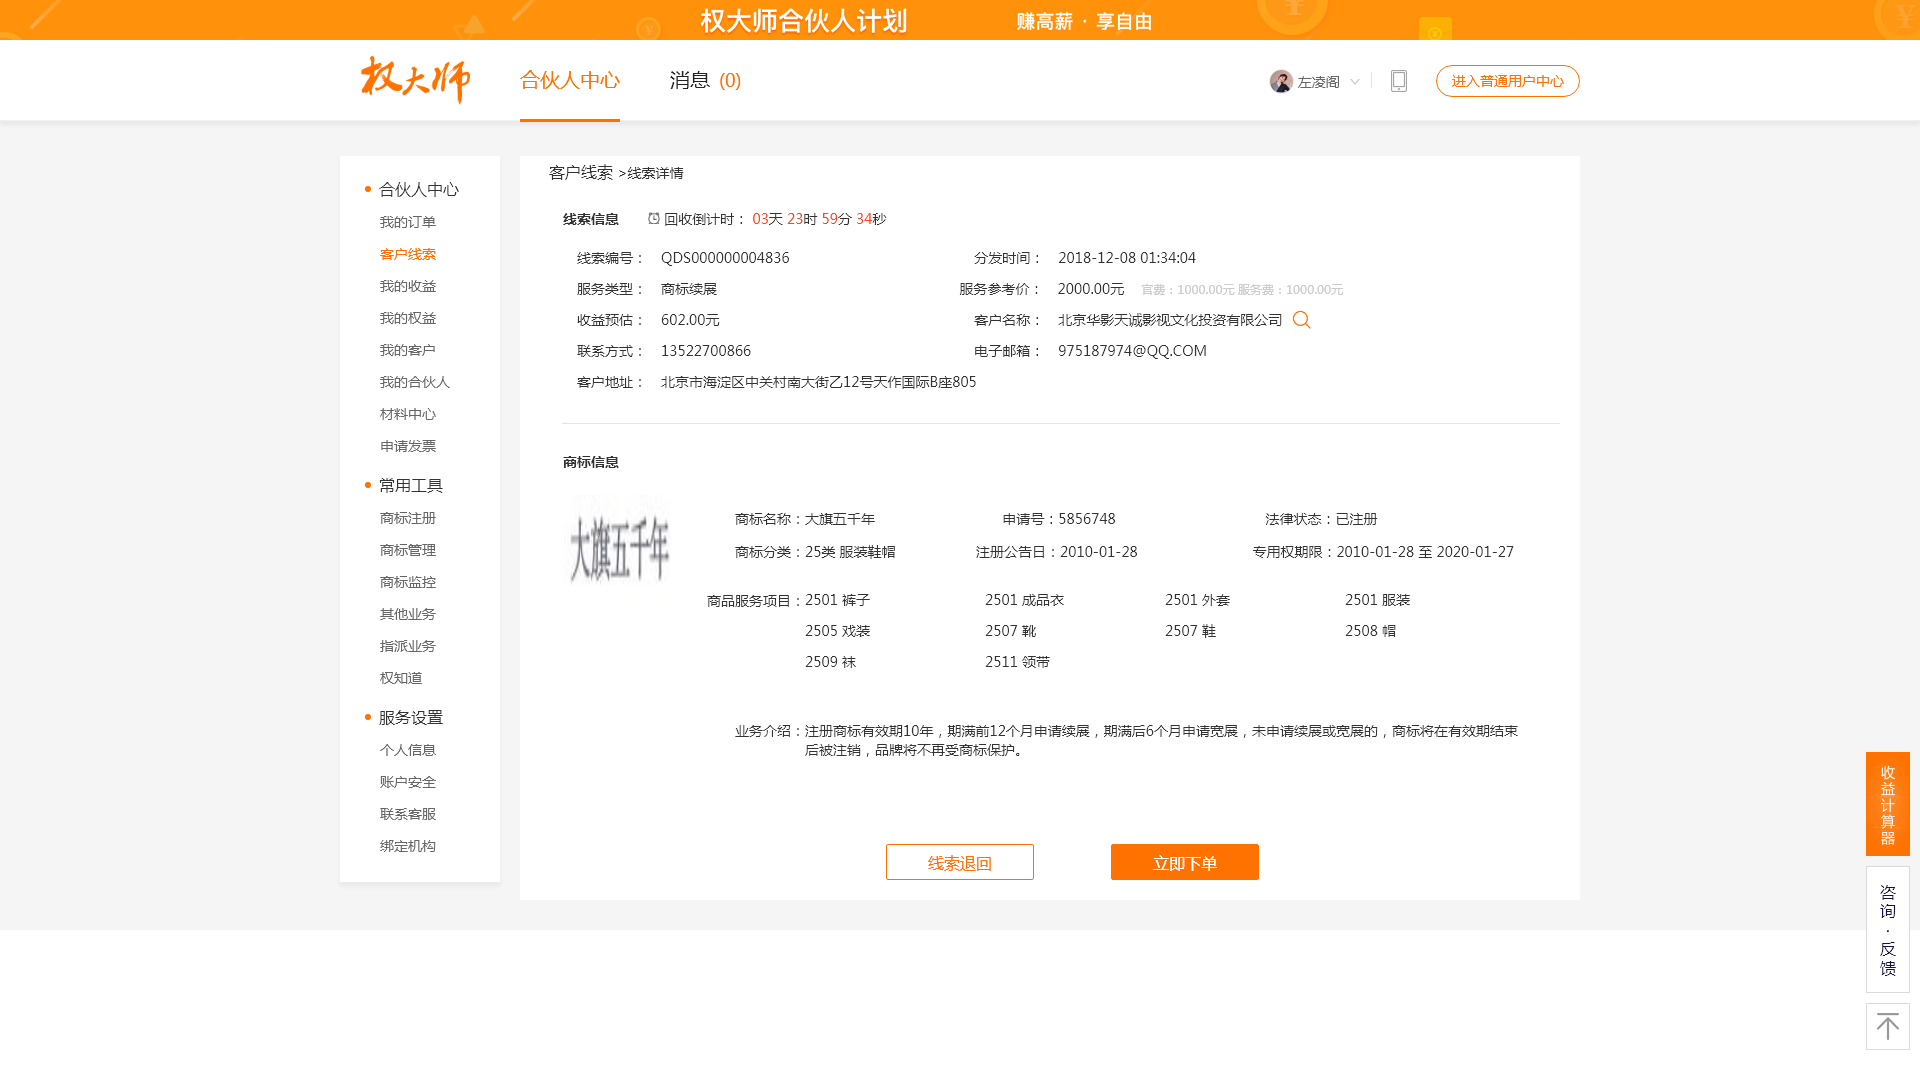 权大师合伙人计划 赚高薪 · 享自由
权大师 合伙人中心 消息 (0) 左凌阁 进入普通用户中心
合伙人中心
我的订单
客户线索
我的收益
我的权益
我的客户
我的合伙人
材料中心
申请发票
常用工具
商标注册
商标管理
商标监控
其他业务
指派业务
权知道
服务设置
个人信息
账户安全
联系客服
绑定机构
客户线索 >线索详情
线索信息 回收倒计时： 03天 23时 59分 34秒
线索编号： QDS000000004836 分发时间： 2018-12-08 01:34:04
服务类型： 商标续展 服务参考价： 2000.00元 官费：1000.00元 服务费：1000.00元
收益预估： 602.00元 客户名称： 北京华影天诚影视文化投资有限公司
联系方式： 13522700866 电子邮箱： 975187974@QQ.COM
客户地址： 北京市海淀区中关村南大街乙12号天作国际B座805
商标信息
大旗五千年
商标名称：大旗五千年 申请号：5856748 法律状态：已注册
商标分类：25类 服装鞋帽 注册公告日：2010-01-28 专用权期限：2010-01-28 至 2020-01-27
商品服务项目：2501 裤子 2501 成品衣 2501 外套 2501 服装
2505 戏装 2507 靴 2507 鞋 2508 帽
2509 袜 2511 领带
业务介绍：注册商标有效期10年，期满前12个月申请续展，期满后6个月申请宽展，未申请续展或宽展的，商标将在有效期结束
后被注销，品牌将不再受商标保护。
线索退回 立即下单
收益计算器
咨询·反馈